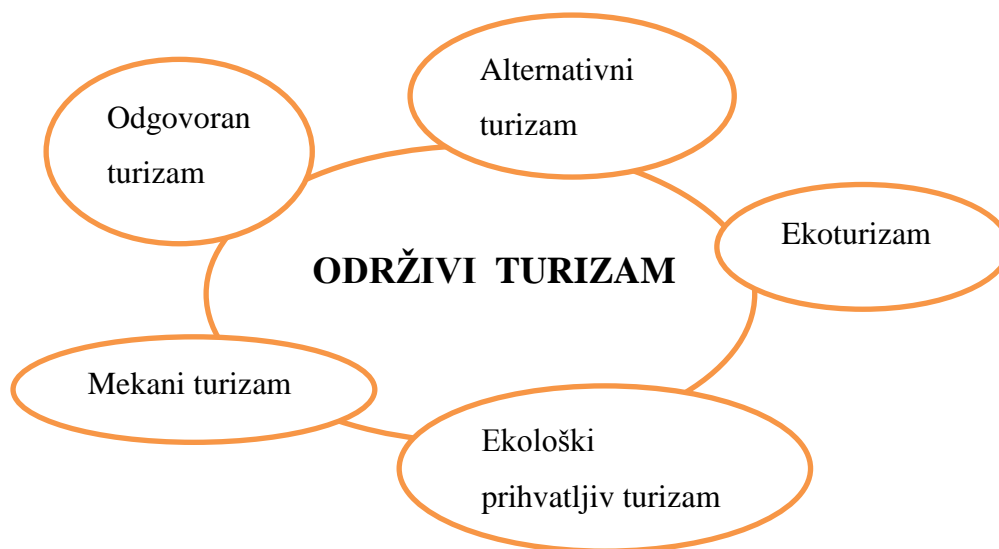 Alternativni
turizam
Odgovoran
turizam
Ekoturizam
ODRŽIVI TURIZAM
Mekani turizam
Ekološki
prihvatljiv turizam